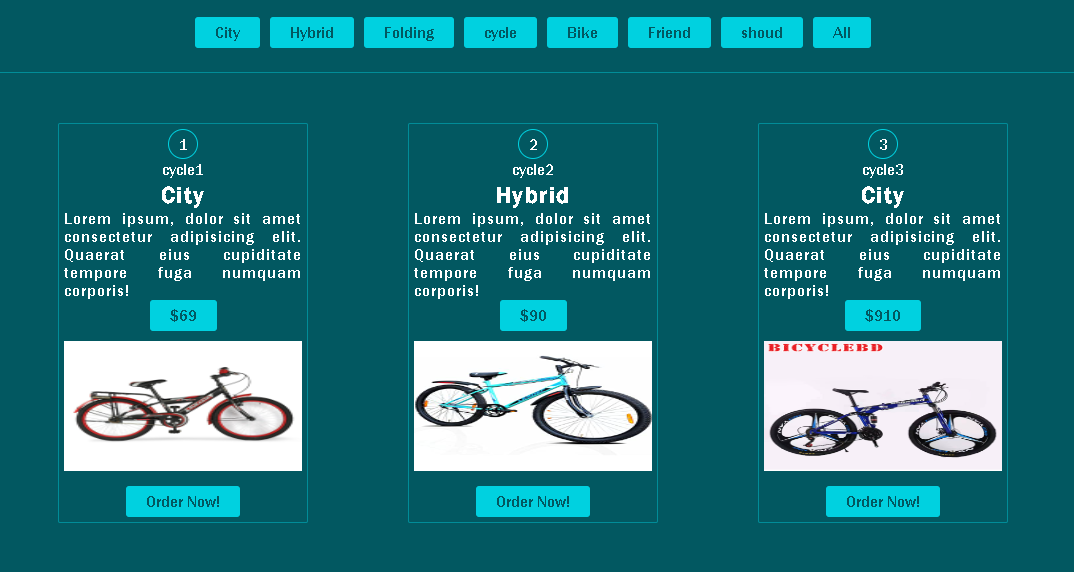 City Hybrid Folding cycle Bike Friend shoud All
1
cycle1
City
Lorem ipsum, dolor sit amet
consectetur adipisicing elit.
Quaerat eius cupiditate
tempore fuga numquam
corporis!
$69
Order Now!
2
cycle2
Hybrid
Lorem ipsum, dolor sit amet
consectetur adipisicing elit.
Quaerat eius cupiditate
tempore fuga numquam
corporis!
$90
Order Now!
3
cycle3
City
Lorem ipsum, dolor sit amet
consectetur adipisicing elit.
Quaerat eius cupiditate
tempore fuga numquam
corporis!
$910
BICYCLEBD
Order Now!